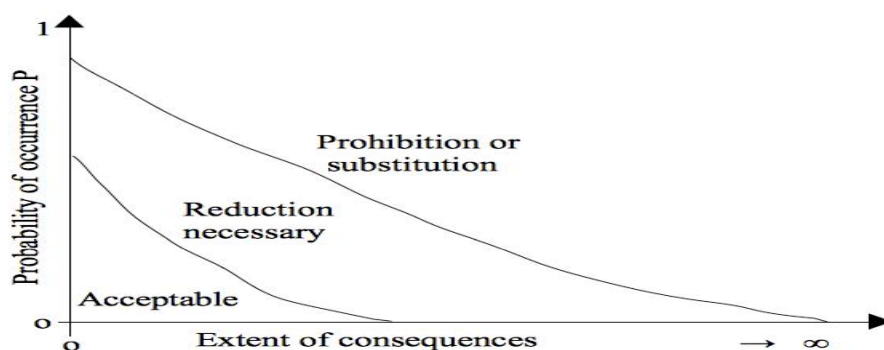 1
Probability of occurrence P
Prohibition or
substitution
Reduction
necessary
Acceptable
0
0
Extent of consequences
→ ∞